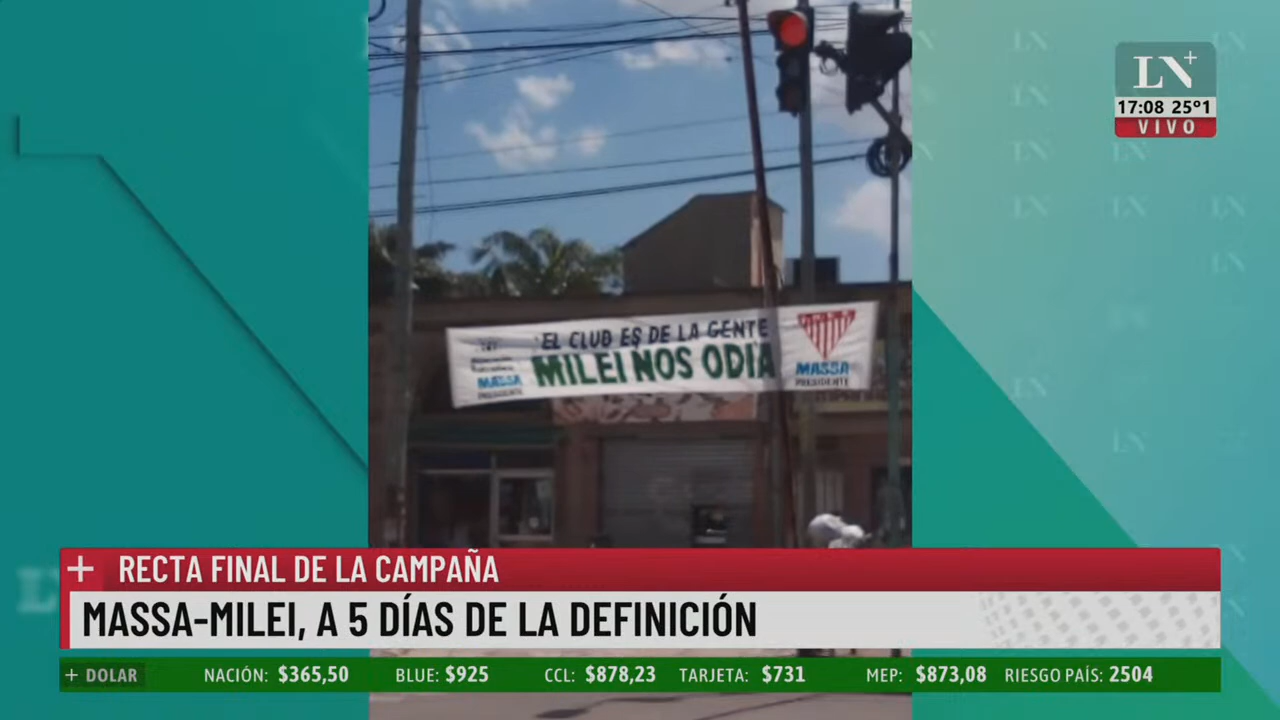 LN+
17:08 25º1
VIVO
EL CLUB ES DE LA GENTE
MILEI NOS ODIA
MASSA
PRESIDENTE
MASSA
PRESIDENTE
+ RECTA FINAL DE LA CAMPAÑA
MASSA-MILEI, A 5 DÍAS DE LA DEFINICIÓN
+ DOLAR NACIÓN: $365,50 BLUE: $925 CCL: $878,23 TARJETA: $731 MEP: $873,08 RIESGO PAÍS: 2504